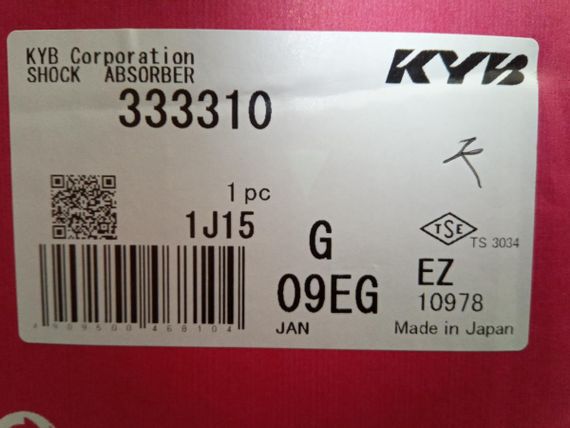 KYB Corporation
SHOCK ABSORBER
333310
KYB
1 pc
1J15
G
TSE
TS 3034
09EG
EZ
10978
4909500468104
JAN
Made in Japan